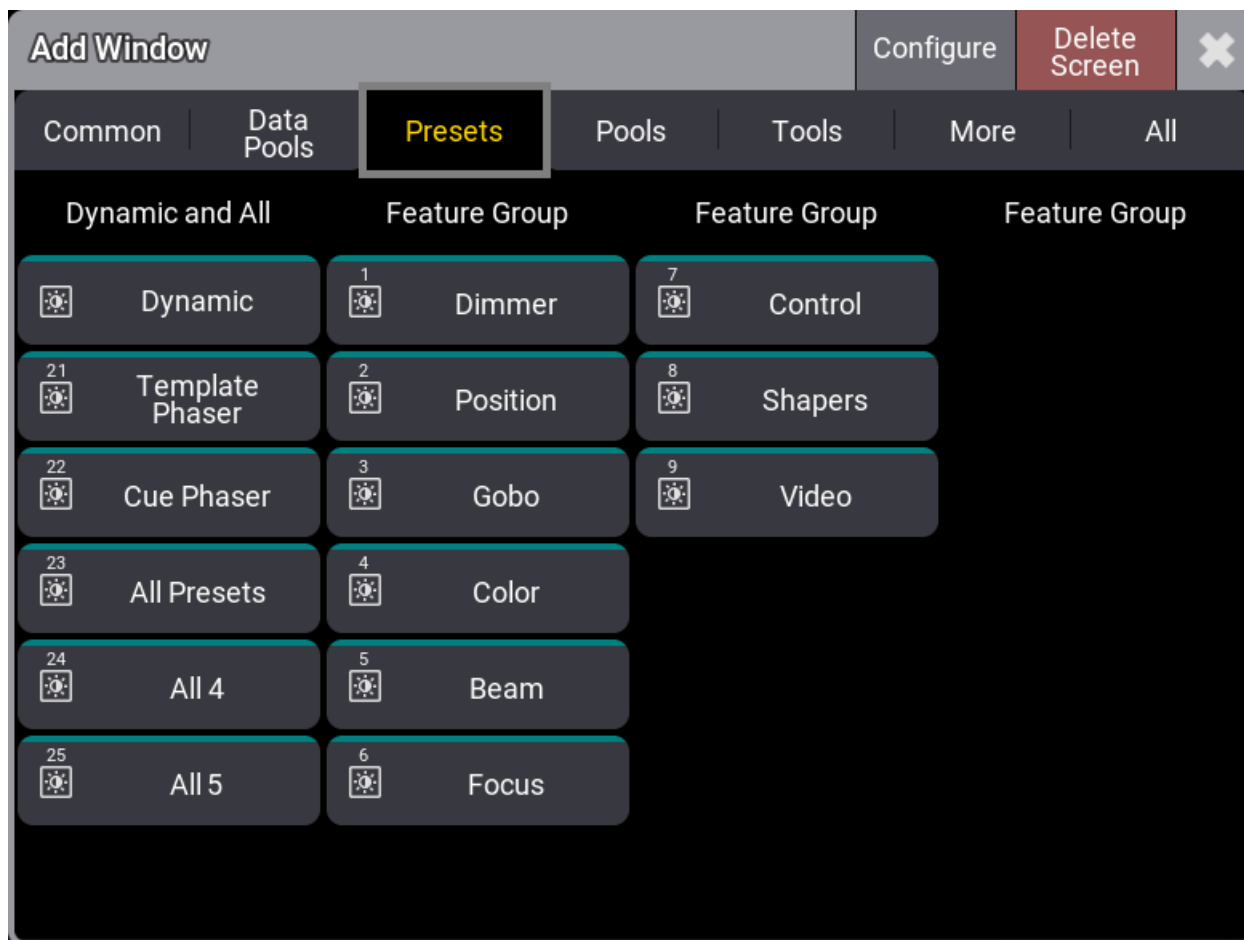 Add Window
Configure
Delete
Screen
Common
Data
Pools
Presets
Pools
Tools
More
All
Dynamic and All
Feature Group
Feature Group
Feature Group
Dynamic
1
Dimmer
7
Control
21
Template
Phaser
2
Position
8
Shapers
22
Cue Phaser
3
Gobo
9
Video
23
All Presets
4
Color
24
All 4
5
Beam
25
All 5
6
Focus